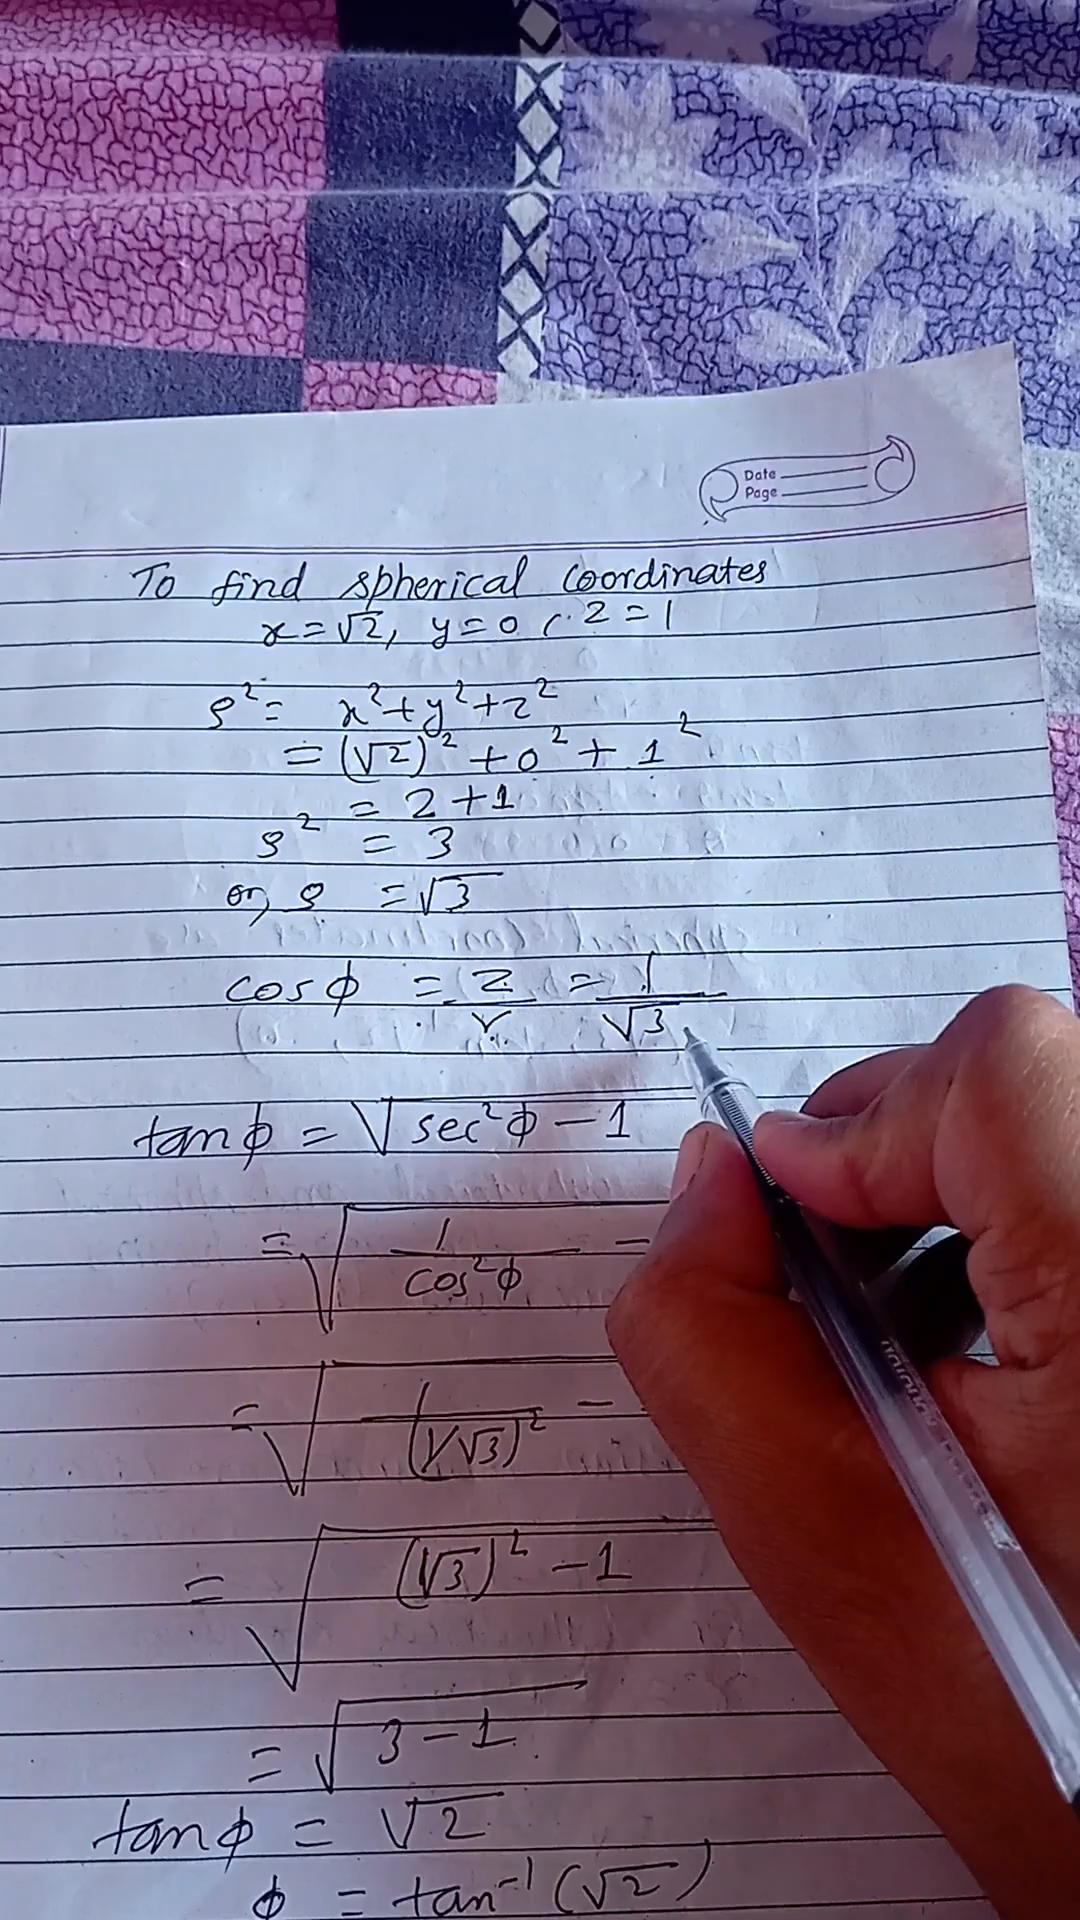 Date
Page
To find spherical coordinates
x = √2, y = 0, z = 1
ρ² = x² + y² + z²
= (√2)² + 0² + 1²
= 2 + 1
ρ² = 3
or, ρ = √3
cos ϕ = z/r = 1/√3
tan ϕ = √(sec² ϕ − 1
= √(1/cos² ϕ −
= √(1/(1/√3)² −
= √((√3)² − 1
= √(3 − 1
tan ϕ = √2
ϕ = tan⁻¹ (√2)